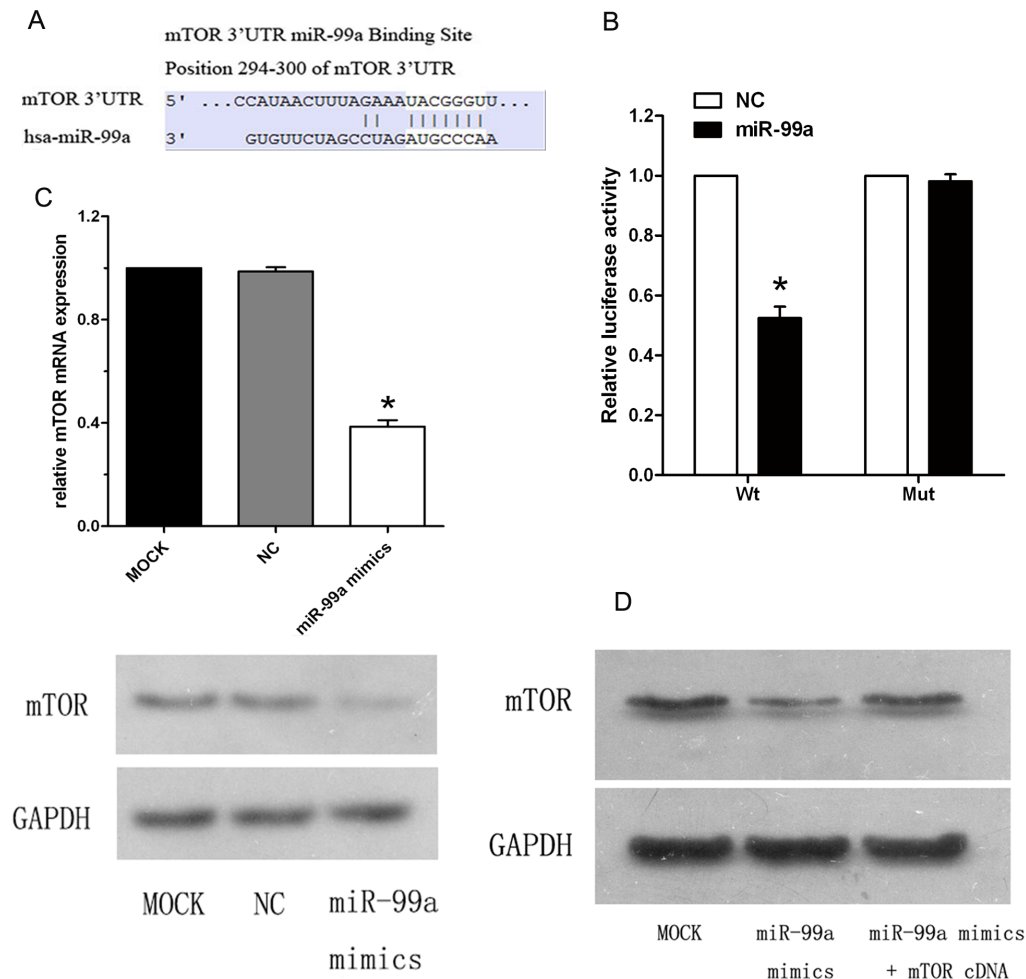 A
mTOR 3'UTR miR-99a Binding Site
Position 294-300 of mTOR 3'UTR
mTOR 3'UTR 5' ...CCAUAACUUUAGAAAUACGGGUU...
hsa-miR-99a 3' GUGUUCUAGCCUAGAUGCCCAA
B
NC
miR-99a
Relative luciferase activity
1.2
1.0
0.8
0.6
0.4
0.2
0.0
*
Wt Mut
C
relative mTOR mRNA expression
1.2
0.8
0.4
0.0
*
MOCK
NC
miR-99a mimics
mTOR
GAPDH
MOCK NC miR-99a
mimics
D
mTOR
GAPDH
MOCK miR-99a miR-99a mimics
mimics + mTOR cDNA